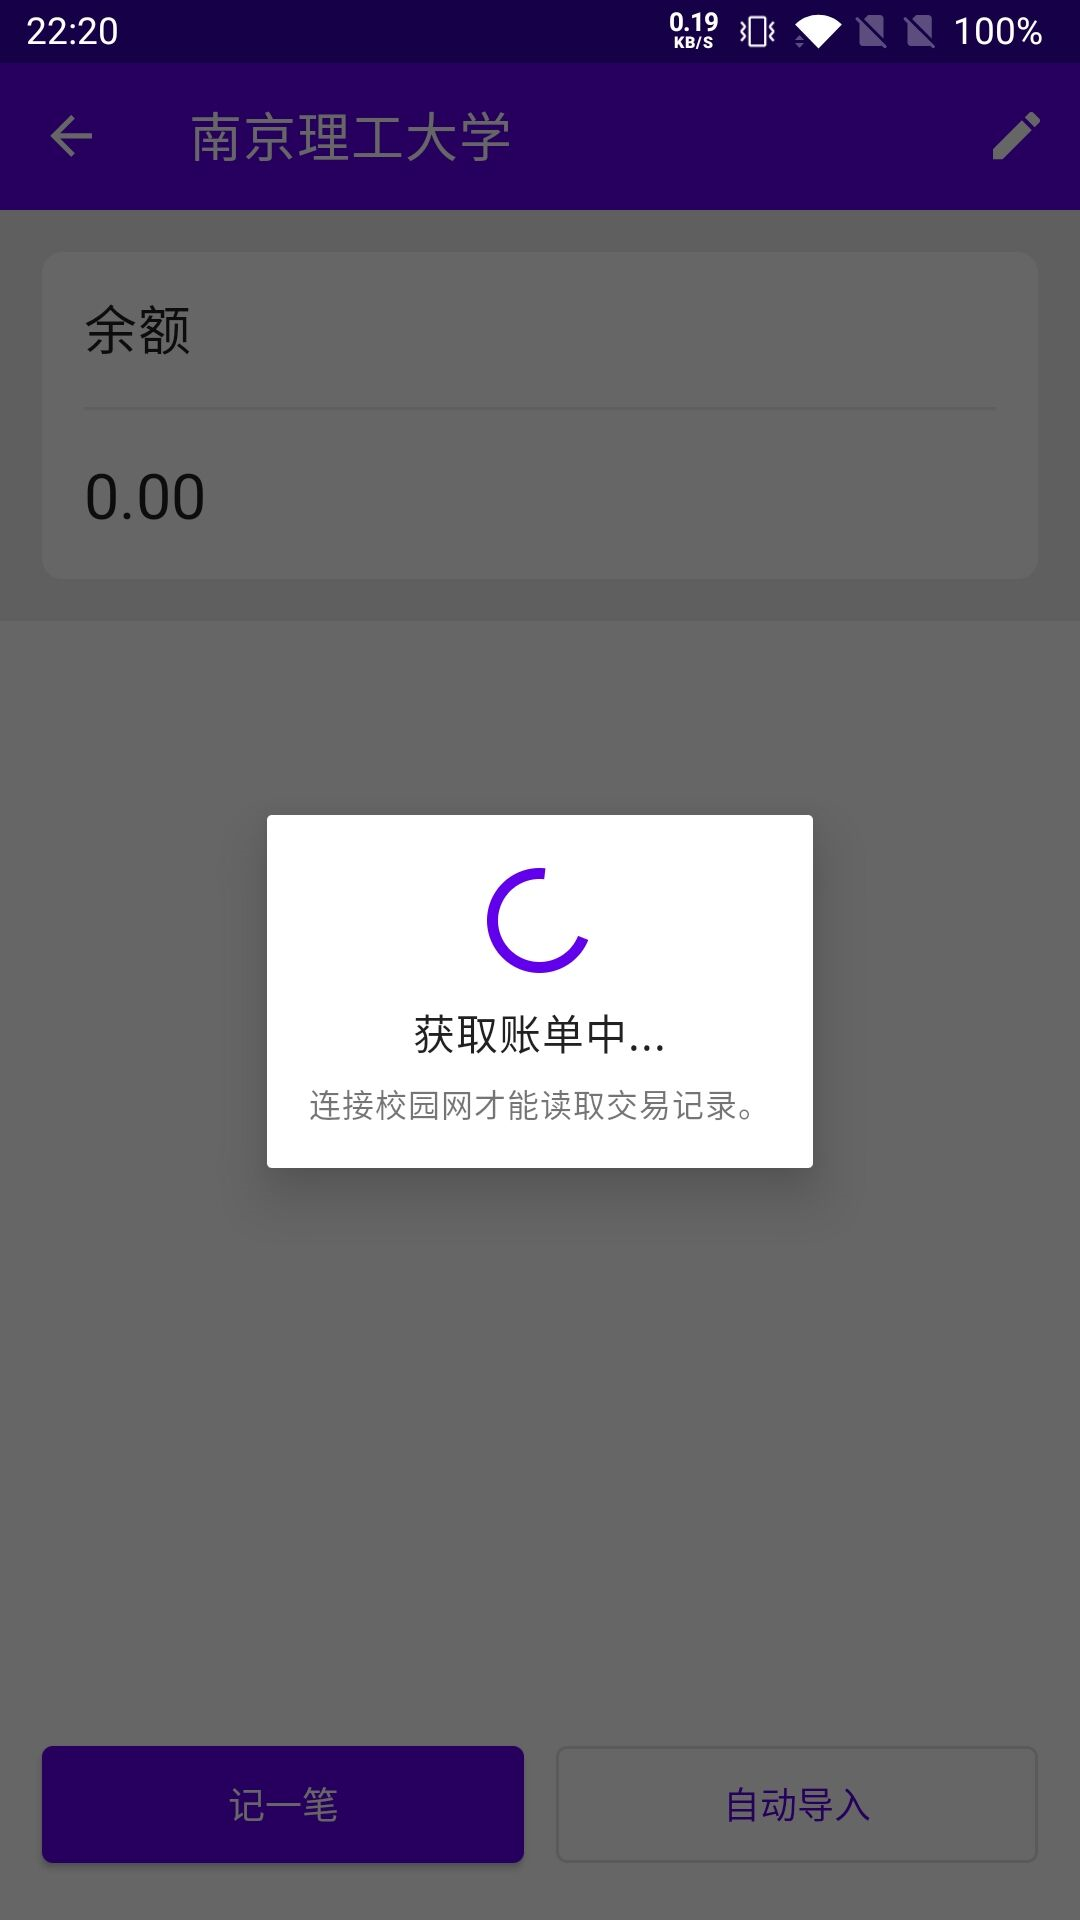 22:20
0.19
KB/S
100%
南京理工大学
余额
0.00
获取账单中...
连接校园网才能读取交易记录。
记一笔
自动导入